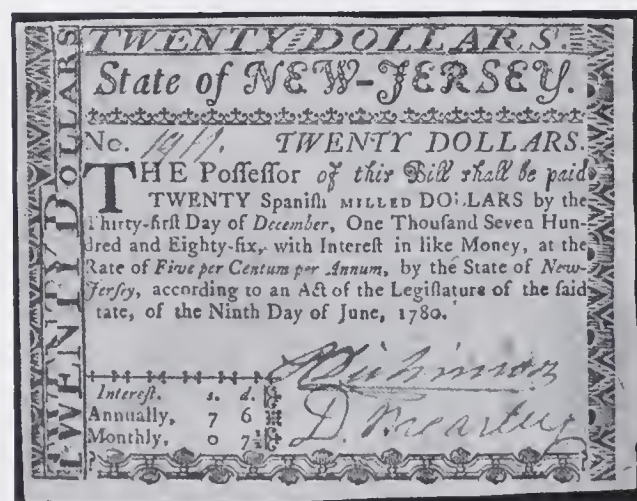 TWENTY DOLLARS.
State of NEW-JERSEY.
TWENTY DOLLARS
No. TWENTY DOLLARS.
THE Poſſeſſor of this Bill ſhall be paid
TWENTY Spaniſh MILLED DOLLARS by the
Thirty-firſt Day of December, One Thouſand Seven Hun-
dred and Eighty-ſix, with Intereſt in like Money, at the
Rate of Five per Centum per Annum, by the State of New-
Jerſey, according to an Act of the Legiſlature of the ſaid
tate, of the Ninth Day of June, 1780.
Intereſt. s. d.
Annually, 7 6
Monthly. 0 7½
D. Brearley